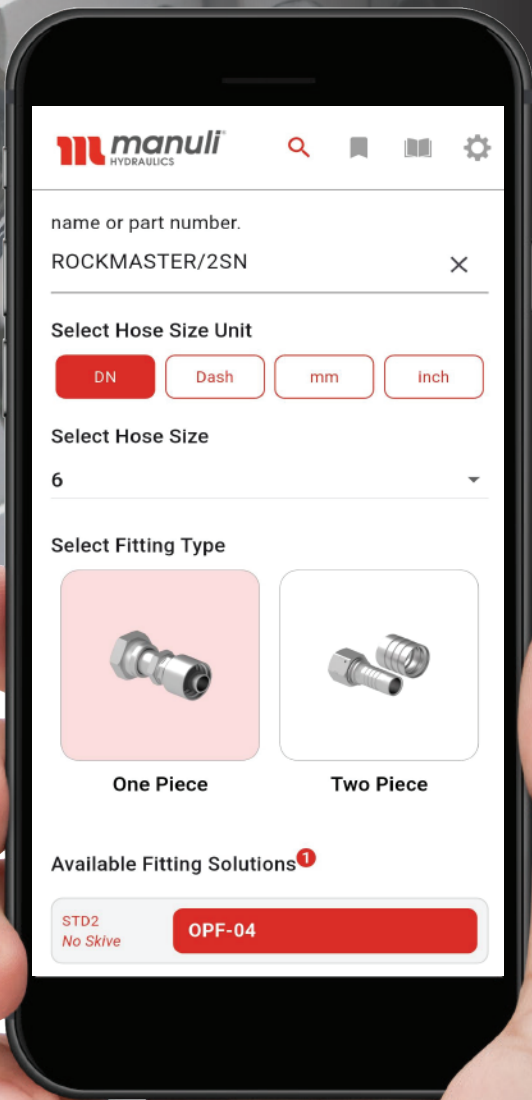 manuli
HYDRAULICS
name or part number.
ROCKMASTER/2SN
Select Hose Size Unit
DN Dash mm inch
Select Hose Size
6
Select Fitting Type
One Piece Two Piece
Available Fitting Solutions 1
STD2
No Skive
OPF-04